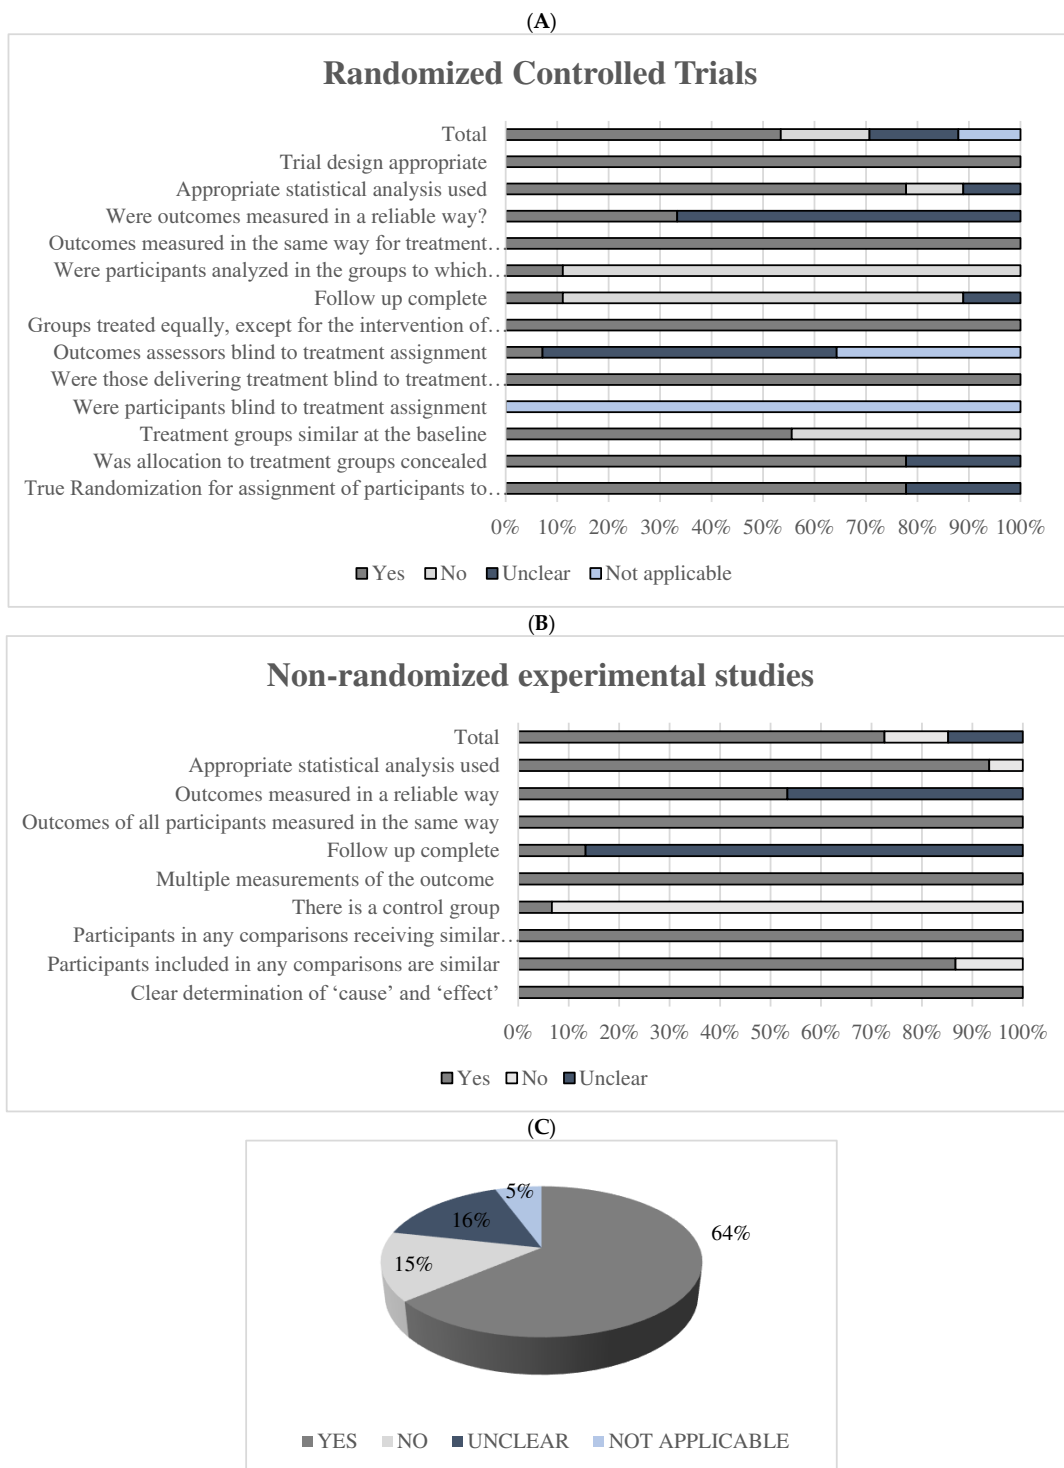 (A)
Randomized Controlled Trials
Total
Trial design appropriate
Appropriate statistical analysis used
Were outcomes measured in a reliable way?
Outcomes measured in the same way for treatment…
Were participants analyzed in the groups to which…
Follow up complete
Groups treated equally, except for the intervention of…
Outcomes assessors blind to treatment assignment
Were those delivering treatment blind to treatment…
Were participants blind to treatment assignment
Treatment groups similar at the baseline
Was allocation to treatment groups concealed
True Randomization for assignment of participants to…
0% 10% 20% 30% 40% 50% 60% 70% 80% 90% 100%
Yes No Unclear Not applicable
(B)
Non-randomized experimental studies
Total
Appropriate statistical analysis used
Outcomes measured in a reliable way
Outcomes of all participants measured in the same way
Follow up complete
Multiple measurements of the outcome
There is a control group
Participants in any comparisons receiving similar…
Participants included in any comparisons are similar
Clear determination of ‘cause’ and ‘effect’
0% 10% 20% 30% 40% 50% 60% 70% 80% 90% 100%
Yes No Unclear
(C)
5%
16%
64%
15%
YES NO UNCLEAR NOT APPLICABLE